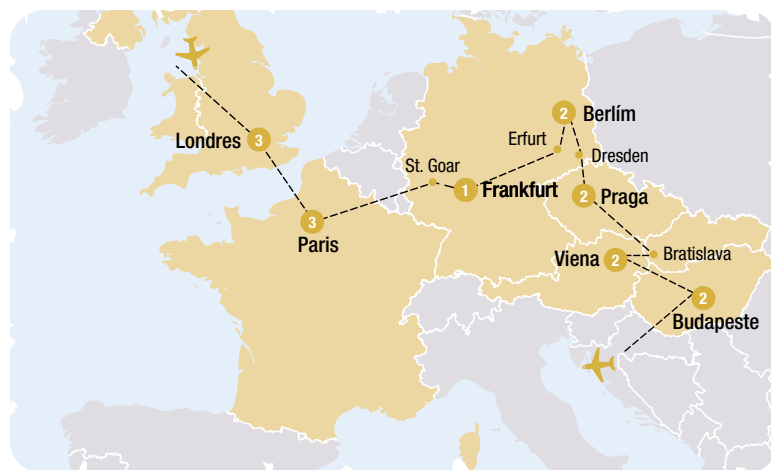 Londres
3
3
Paris
St. Goar
1
Frankfurt
Erfurt
2
Berlím
Dresden
2
Praga
Bratislava
Viena
2
2
Budapeste